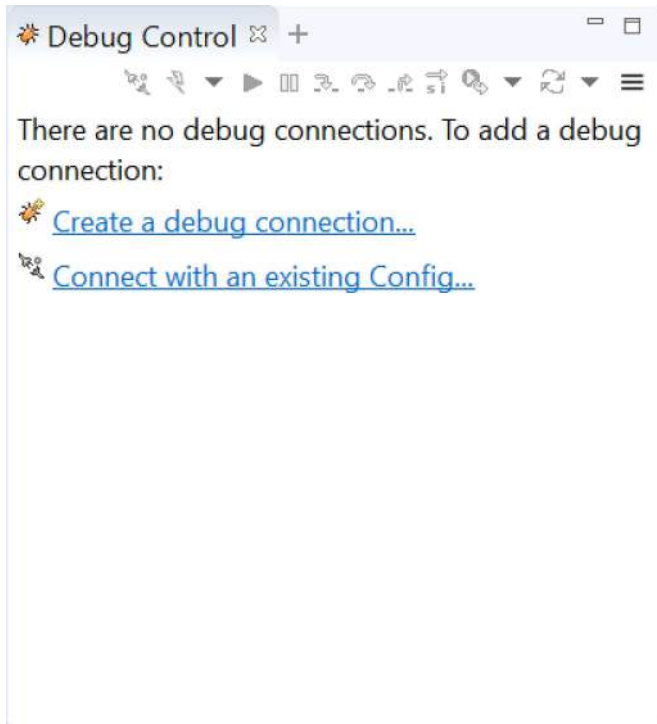 Debug Control
There are no debug connections. To add a debug
connection:
Create a debug connection...
Connect with an existing Config...